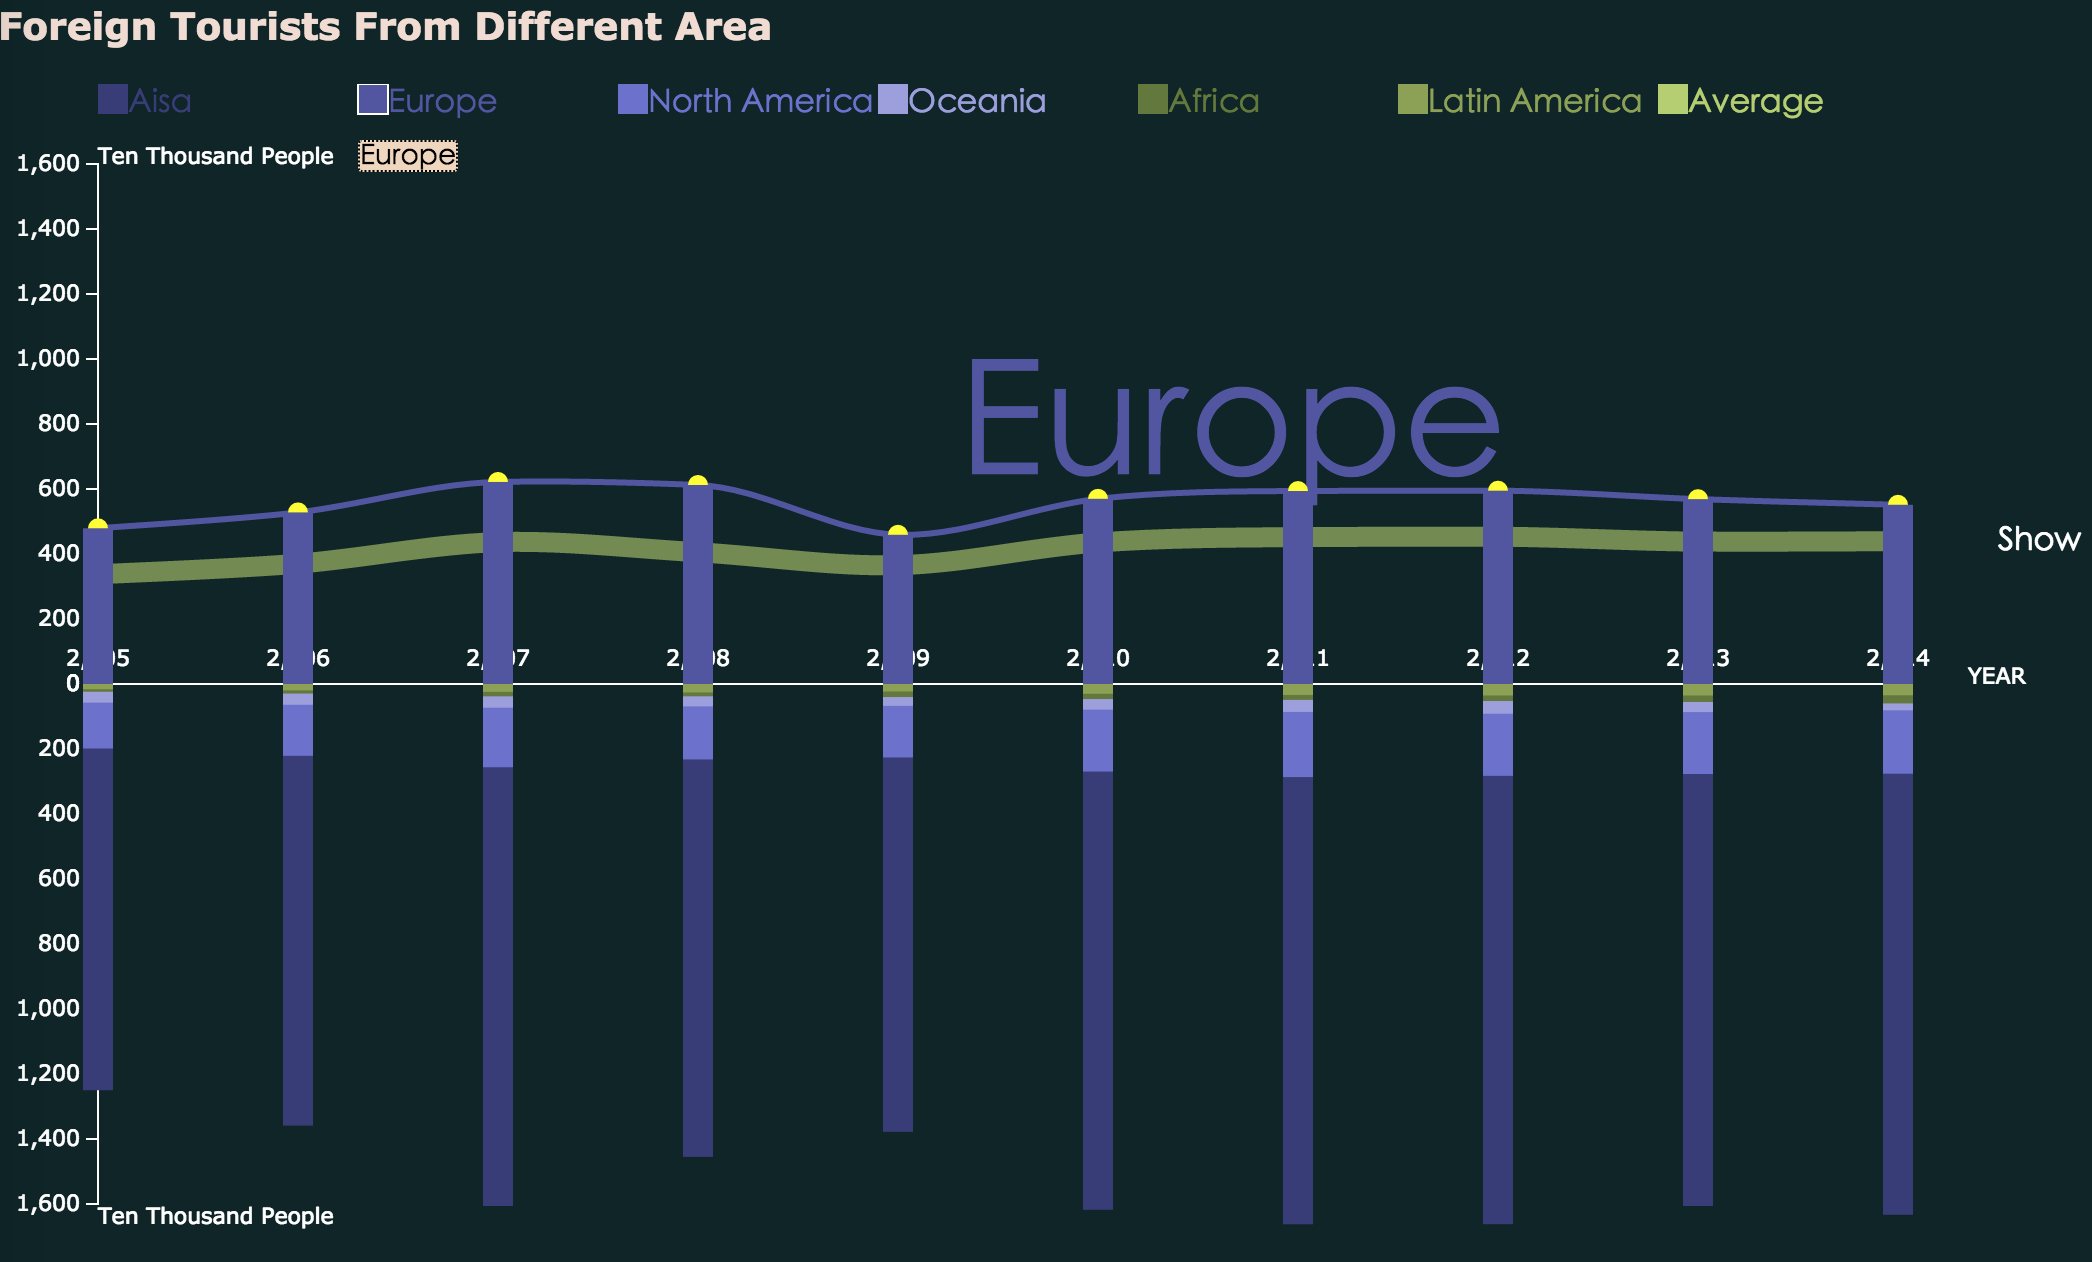 Foreign Tourists From Different Area
Aisa Europe North America Oceania Africa Latin America Average
Europe
Ten Thousand People
1,600
1,400
1,200
1,000
800
600
400
200
0
Europe
Show
YEAR
200
400
600
800
1,000
1,200
1,400
1,600
Ten Thousand People